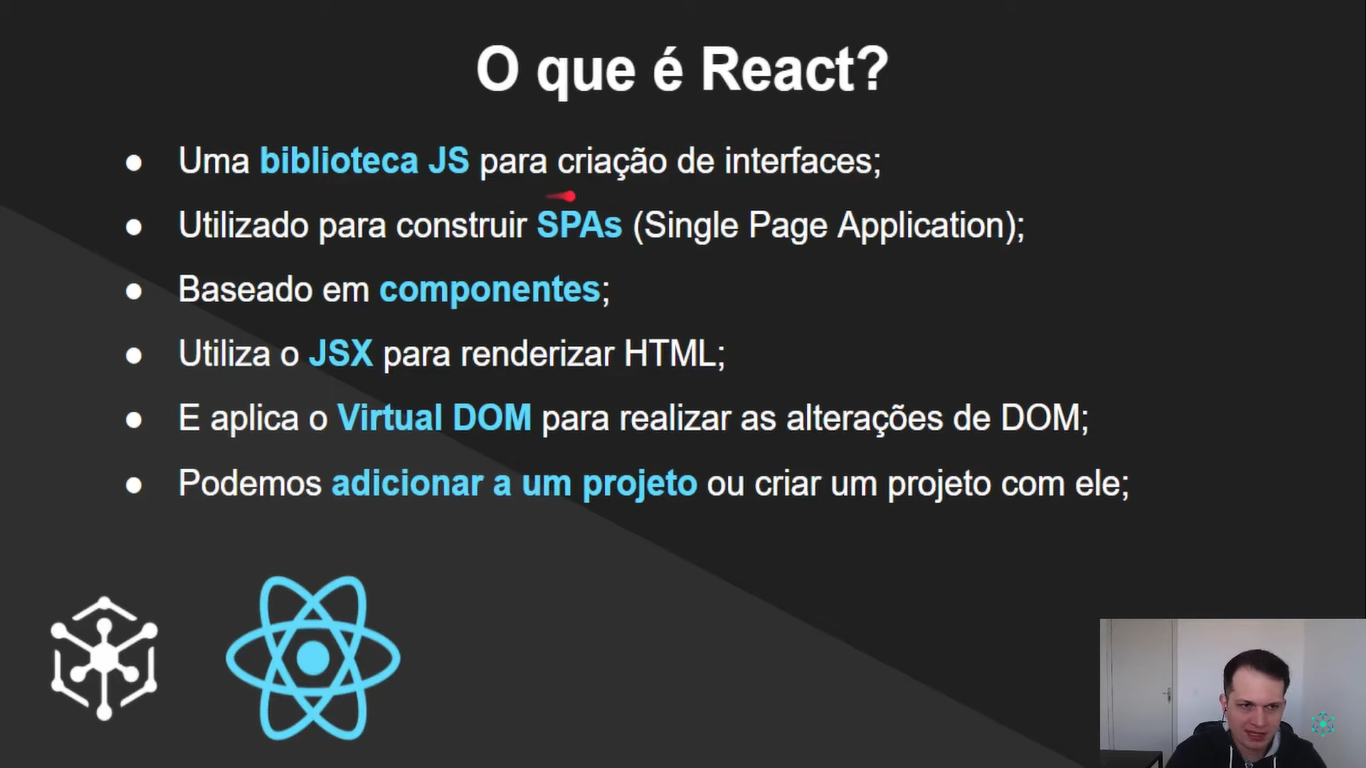 O que é React?
● Uma biblioteca JS para criação de interfaces;
● Utilizado para construir SPAs (Single Page Application);
● Baseado em componentes;
● Utiliza o JSX para renderizar HTML;
● E aplica o Virtual DOM para realizar as alterações de DOM;
● Podemos adicionar a um projeto ou criar um projeto com ele;